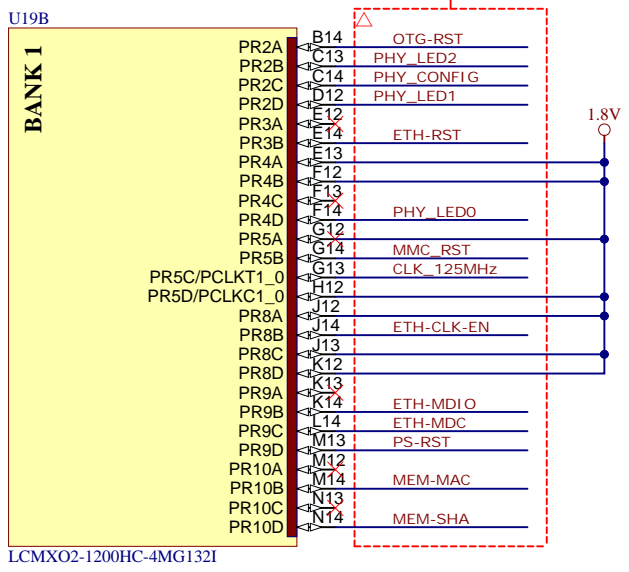 U19B
BANK 1
1.8V
PR2A B14 OTG-RST
PR2B C13 PHY_LED2
PR2C C14 PHY_CONFIG
PR2D D12 PHY_LED1
PR3A E12
PR3B E14 ETH-RST
PR4A E13
PR4B F12
PR4C F13
PR4D F14 PHY_LED0
PR5A G12
PR5B G14 MMC_RST
PR5C/PCLKT1_0 G13 CLK_125MHz
PR5D/PCLKC1_0 H12
PR8A J12
PR8B J14 ETH-CLK-EN
PR8C J13
PR8D K12
PR9A K13
PR9B K14 ETH-MDIO
PR9C L14 ETH-MDC
PR9D M13 PS-RST
PR10A M12
PR10B M14 MEM-MAC
PR10C N13
PR10D N14 MEM-SHA
LCMXO2-1200HC-4MG132I